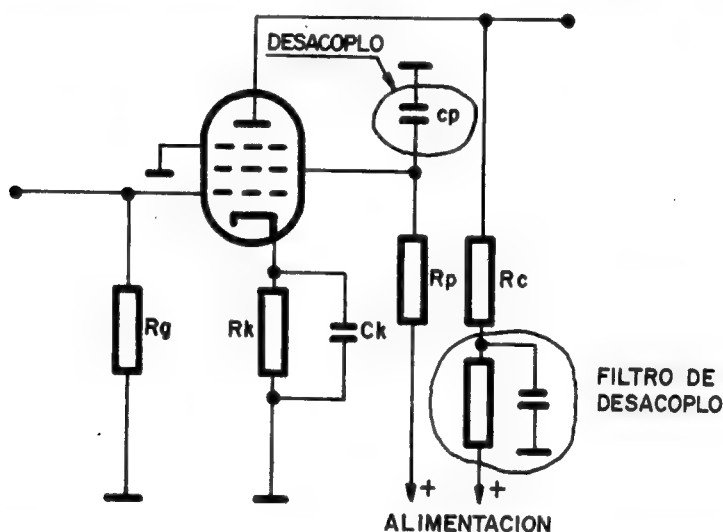 DESACOPLO
cp
Rp
Rc
Rg
Rk
Ck
FILTRO DE
DESACOPLO
+
+
ALIMENTACION